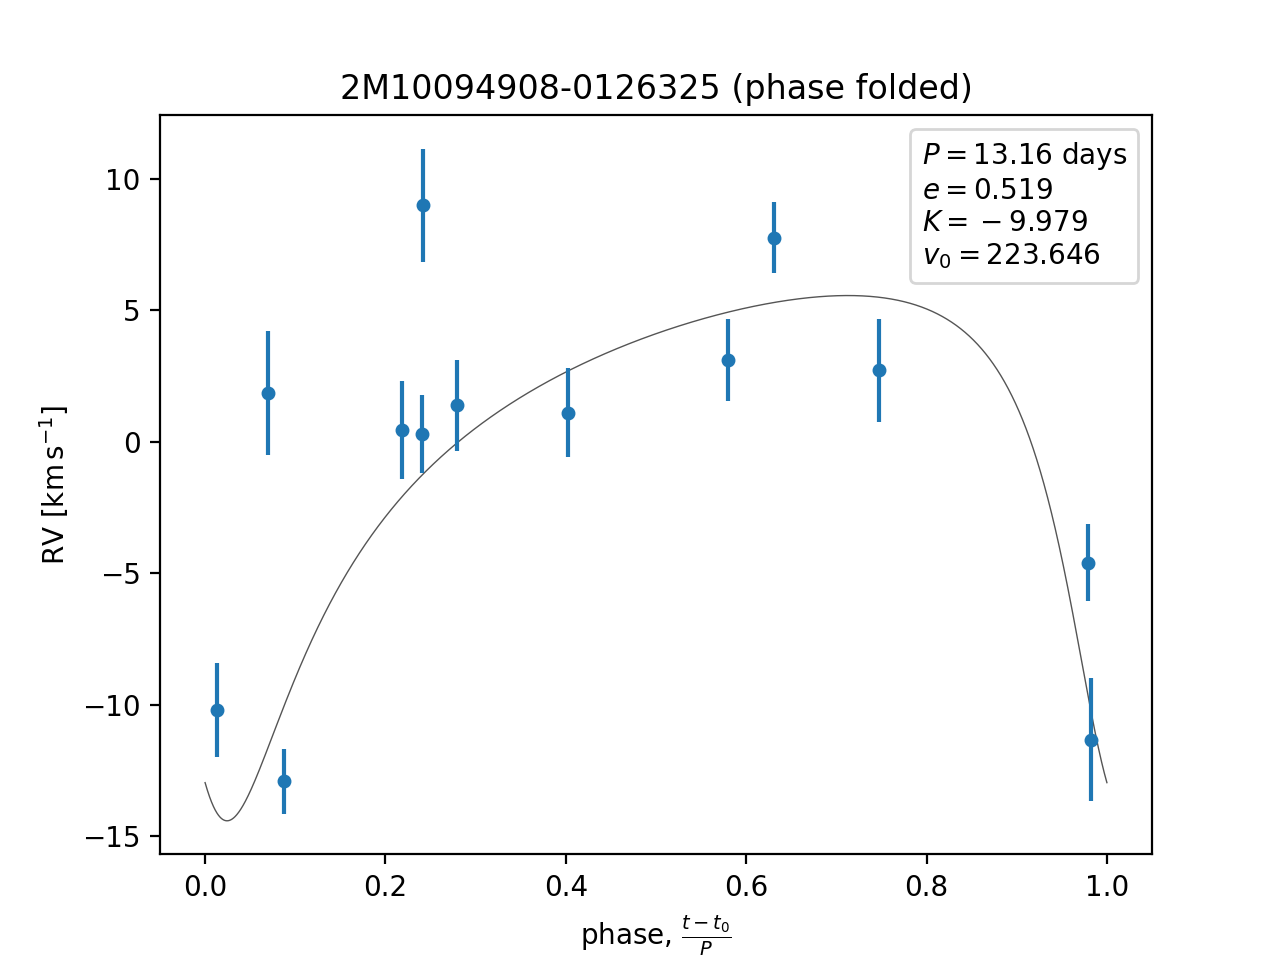 2M10094908-0126325 (phase folded)
P = 13.16 days
e = 0.519
K = −9.979
v₀ = 223.646
RV [km s⁻¹]
10
5
0
−5
−10
−15
0.0 0.2 0.4 0.6 0.8 1.0
phase, (t − t₀)/P